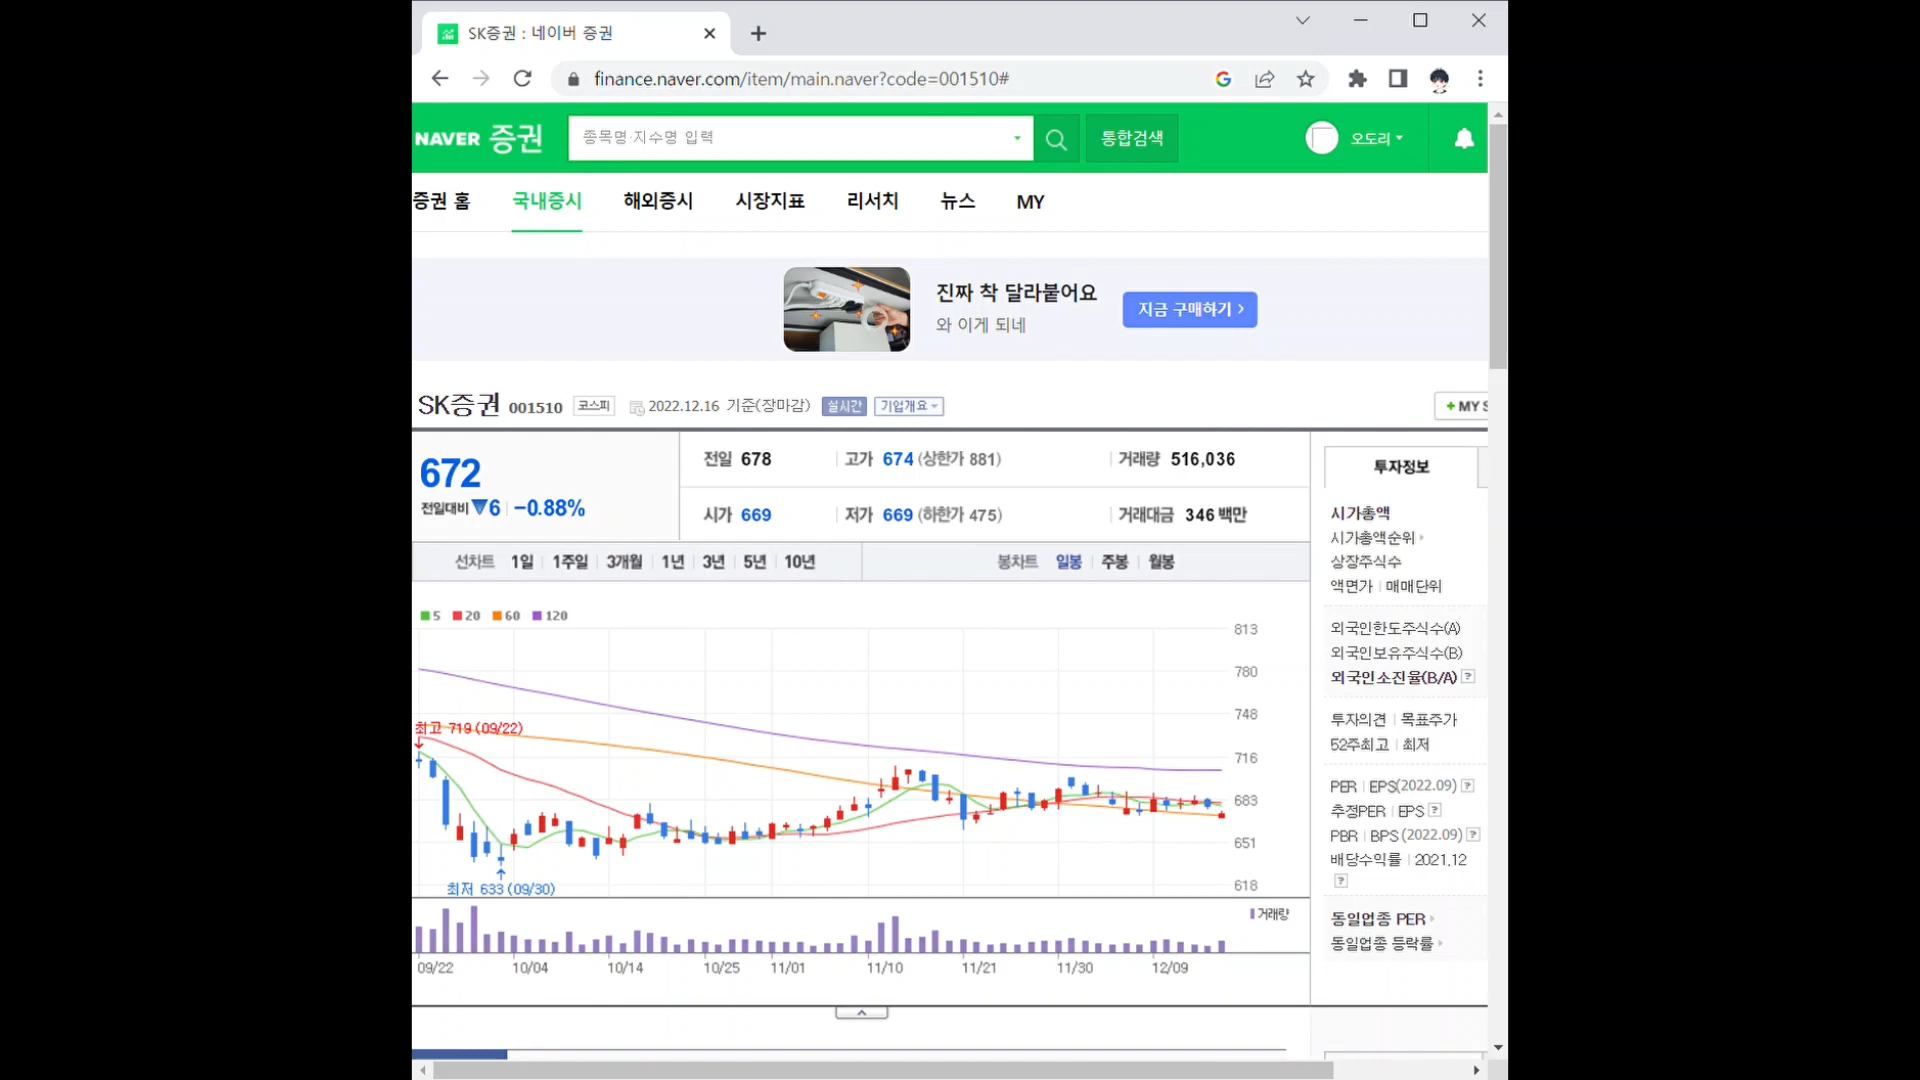 SK증권 : 네이버 증권
finance.naver.com/item/main.naver?code=001510#
NAVER 증권
종목명·지수명 입력
통합검색
오도리
증권 홈 국내증시 해외증시 시장지표 리서치 뉴스 MY
진짜 착 달라붙어요
와 이게 되네
지금 구매하기 >
SK증권 001510 코스피 2022.12.16 기준(장마감) 실시간 기업개요
+ MY S
672
전일대비 ▼6 -0.88%
전일 678 고가 674 (상한가 881) 거래량 516,036
시가 669 저가 669 (하한가 475) 거래대금 346 백만
선차트 1일 1주일 3개월 1년 3년 5년 10년 봉차트 일봉 주봉 월봉
5 20 60 120
813
780
748
716
683
651
618
최고 719 (09/22)
최저 633 (09/30)
거래량
09/22 10/04 10/14 10/25 11/01 11/10 11/21 11/30 12/09
투자정보
시가총액
시가총액순위
상장주식수
액면가 | 매매단위
외국인한도주식수(A)
외국인보유주식수(B)
외국인소진율(B/A) ?
투자의견 | 목표주가
52주최고 | 최저
PER | EPS(2022.09) ?
추정PER | EPS ?
PBR | BPS (2022.09) ?
배당수익률 | 2021.12
?
동일업종 PER
동일업종 등락률